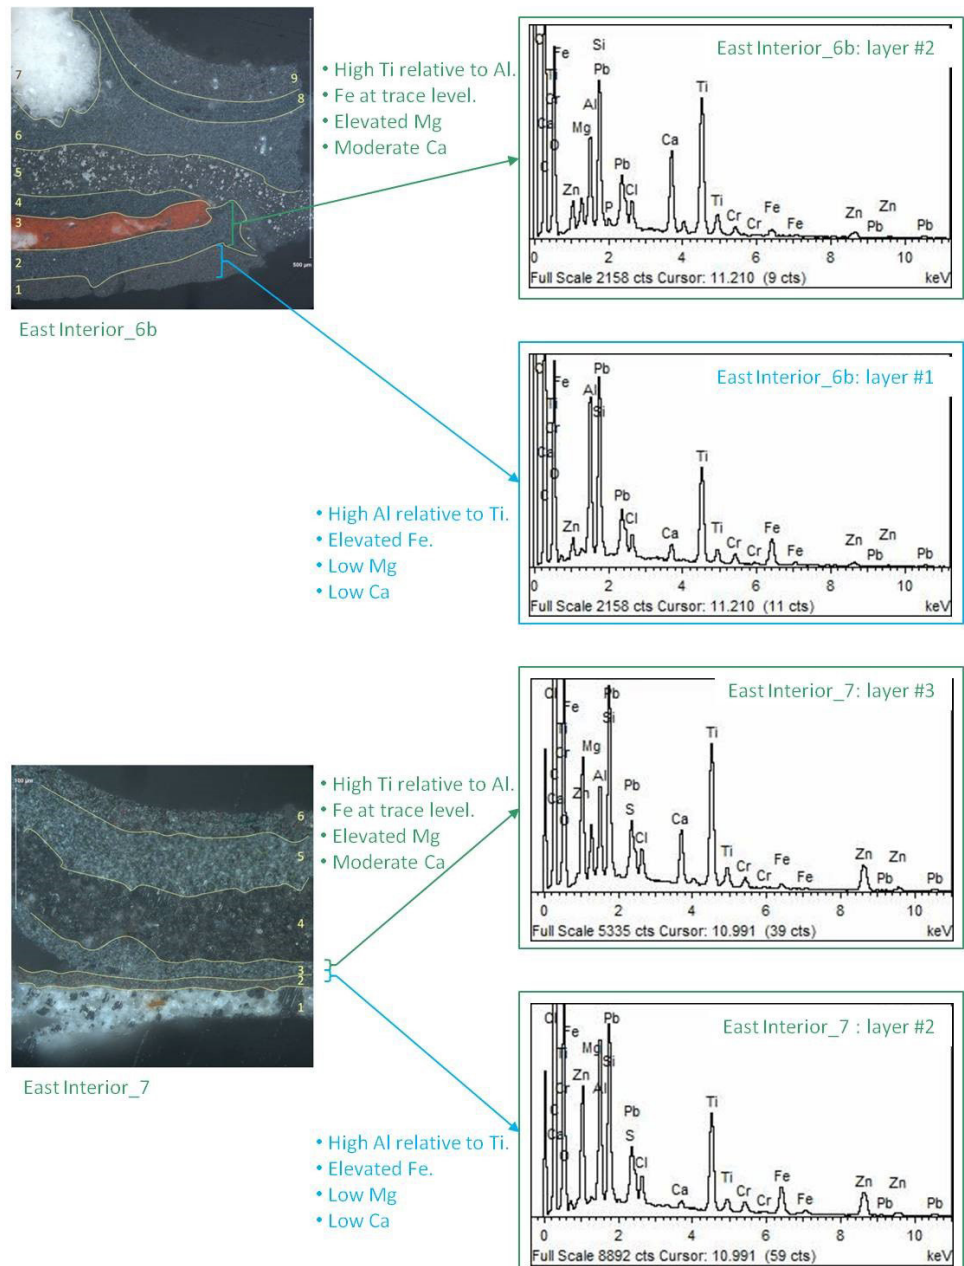 7
9
8
6
5
4
3
2
1
500 µm
East Interior_6b
• High Ti relative to Al.
• Fe at trace level.
• Elevated Mg
• Moderate Ca
East Interior_6b: layer #2
Fe
Ti
Cr
Ca
O
C
Zn
Mg
Al
Si
Pb
P
Pb
Cl
Ca
Ti
Ti
Cr
Cr
Fe
Fe
Zn
Pb
Zn
Pb
0 2 4 6 8 10
Full Scale 2158 cts Cursor: 11.210 (9 cts) keV
East Interior_6b: layer #1
Fe
Ti
Cr
Ca
O
C
Zn
Al
Pb
Si
Pb
Cl
Ca
Ti
Ti
Cr
Cr
Fe
Fe
Zn
Pb
Zn
Pb
0 2 4 6 8 10
Full Scale 2158 cts Cursor: 11.210 (11 cts) keV
• High Al relative to Ti.
• Elevated Fe.
• Low Mg
• Low Ca
East Interior_7: layer #3
Cl
Fe
Ti
Cr
C
Ca
O
Mg
Zn
Al
Pb
Si
Pb
S
Cl
Ca
Ti
Ti
Cr
Cr
Fe
Fe
Zn
Pb
Zn
Pb
0 2 4 6 8 10
Full Scale 5335 cts Cursor: 10.991 (39 cts) keV
100 µm
6
5
4
3
2
1
East Interior_7
• High Ti relative to Al.
• Fe at trace level.
• Elevated Mg
• Moderate Ca
East Interior_7 : layer #2
Cl
Fe
Ti
Cr
C
Ca
O
Zn
Mg
Al
Pb
Si
Pb
S
Cl
Ca
Ti
Ti
Cr
Cr
Fe
Fe
Zn
Pb
Zn
Pb
0 2 4 6 8 10
Full Scale 8892 cts Cursor: 10.991 (59 cts) keV
• High Al relative to Ti.
• Elevated Fe.
• Low Mg
• Low Ca